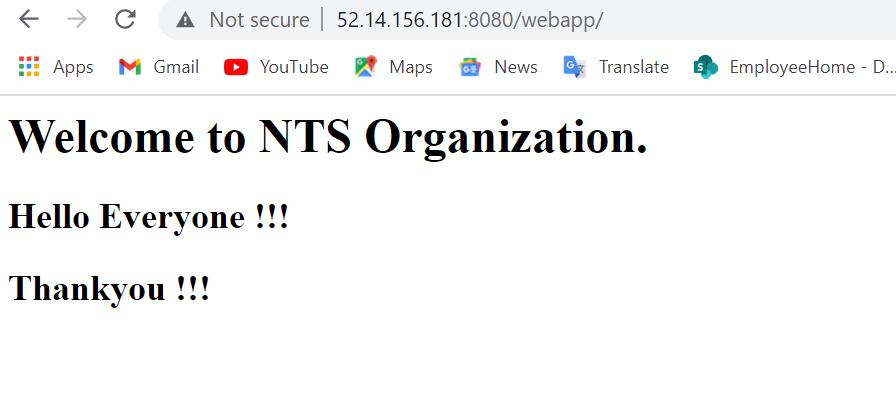 Not secure 52.14.156.181:8080/webapp/
Apps Gmail YouTube Maps News Translate EmployeeHome - D...
Welcome to NTS Organization.
Hello Everyone !!!
Thankyou !!!